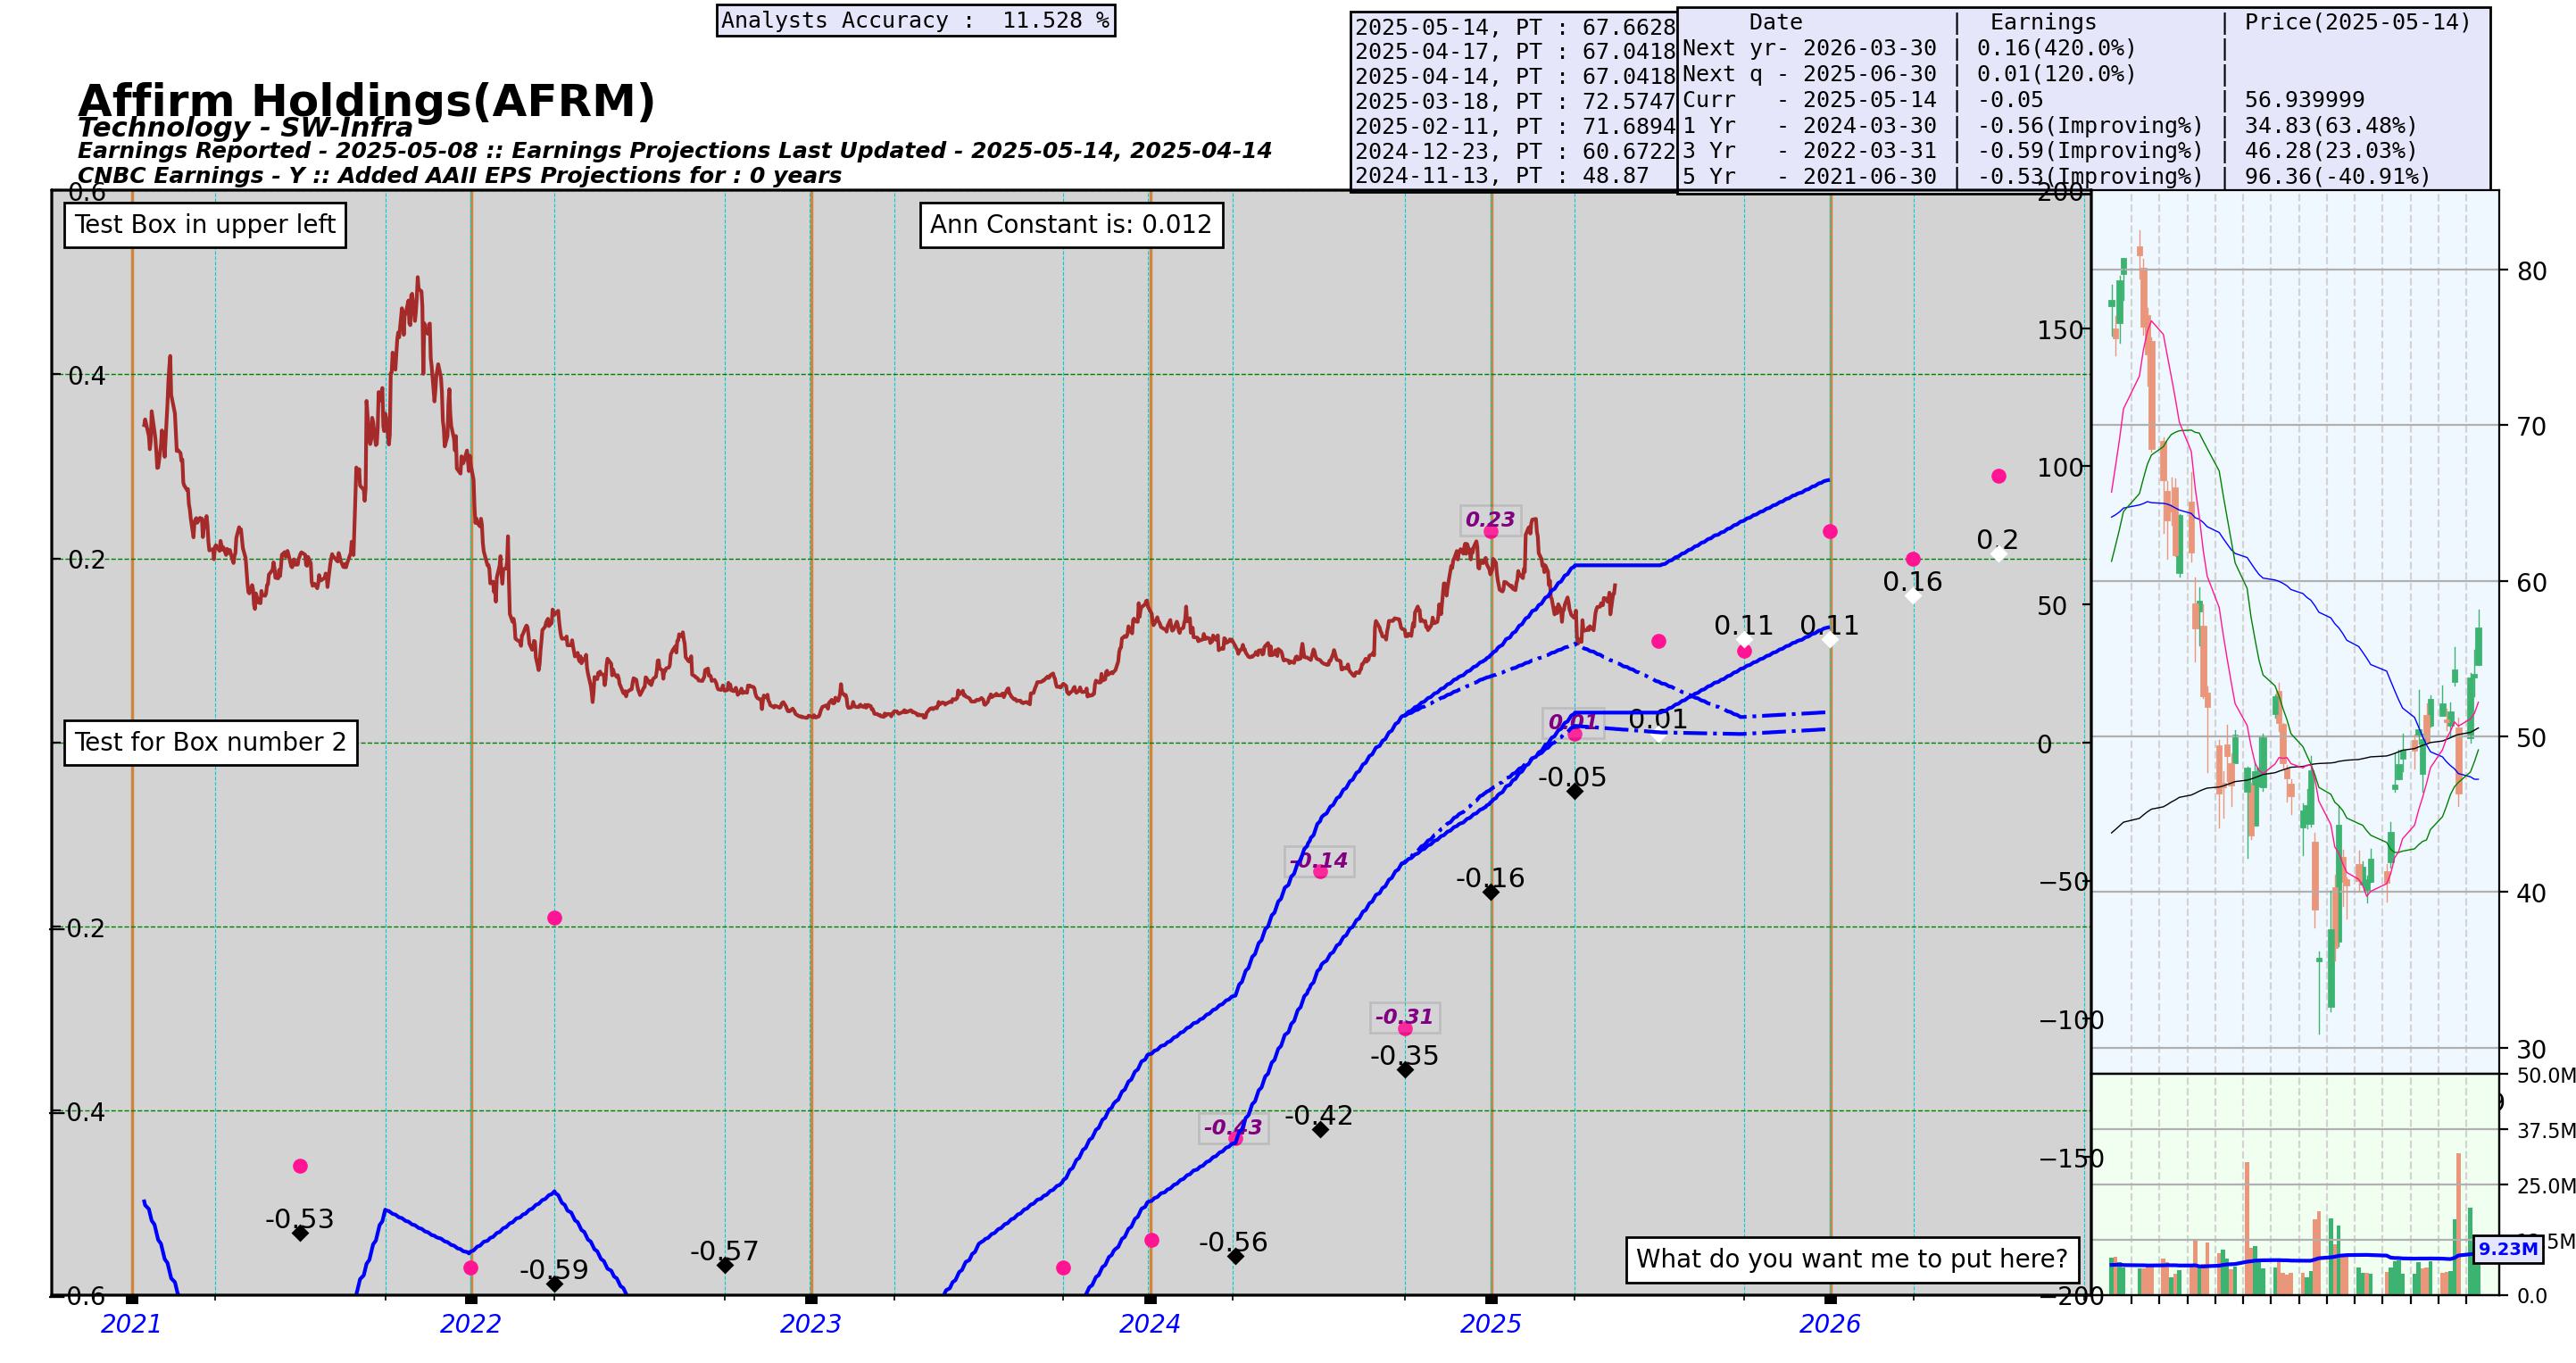 Analysts Accuracy :  11.528 %
2025-05-14, PT : 67.6628
2025-04-17, PT : 67.0418
2025-04-14, PT : 67.0418
2025-03-18, PT : 72.5747
2025-02-11, PT : 71.6894
2024-12-23, PT : 60.6722
2024-11-13, PT : 48.87
Date | Earnings | Price(2025-05-14)
Next yr- 2026-03-30 | 0.16(420.0%) |
Next q - 2025-06-30 | 0.01(120.0%) |
Curr - 2025-05-14 | -0.05 | 56.939999
1 Yr - 2024-03-30 | -0.56(Improving%) | 34.83(63.48%)
3 Yr - 2022-03-31 | -0.59(Improving%) | 46.28(23.03%)
5 Yr - 2021-06-30 | -0.53(Improving%) | 96.36(-40.91%)
Affirm Holdings(AFRM)
Technology - SW-Infra
Earnings Reported - 2025-05-08 :: Earnings Projections Last Updated - 2025-05-14, 2025-04-14
CNBC Earnings - Y :: Added AAII EPS Projections for : 0 years
Test Box in upper left
Ann Constant is: 0.012
Test for Box number 2
What do you want me to put here?
0.6
0.4
0.2
−0.2
−0.4
−0.6
-0.53
-0.59
-0.57
-0.56
-0.42
-0.35
-0.16
-0.05
0.01
0.11
0.11
0.16
0.2
-0.43
-0.14
-0.31
0.23
0.01
200
150
100
50
0
−50
−100
−150
−200
80
70
60
50
40
30
50.0M
37.5M
25.0M
5M
9.23M
0.0
2021
2022
2023
2024
2025
2026